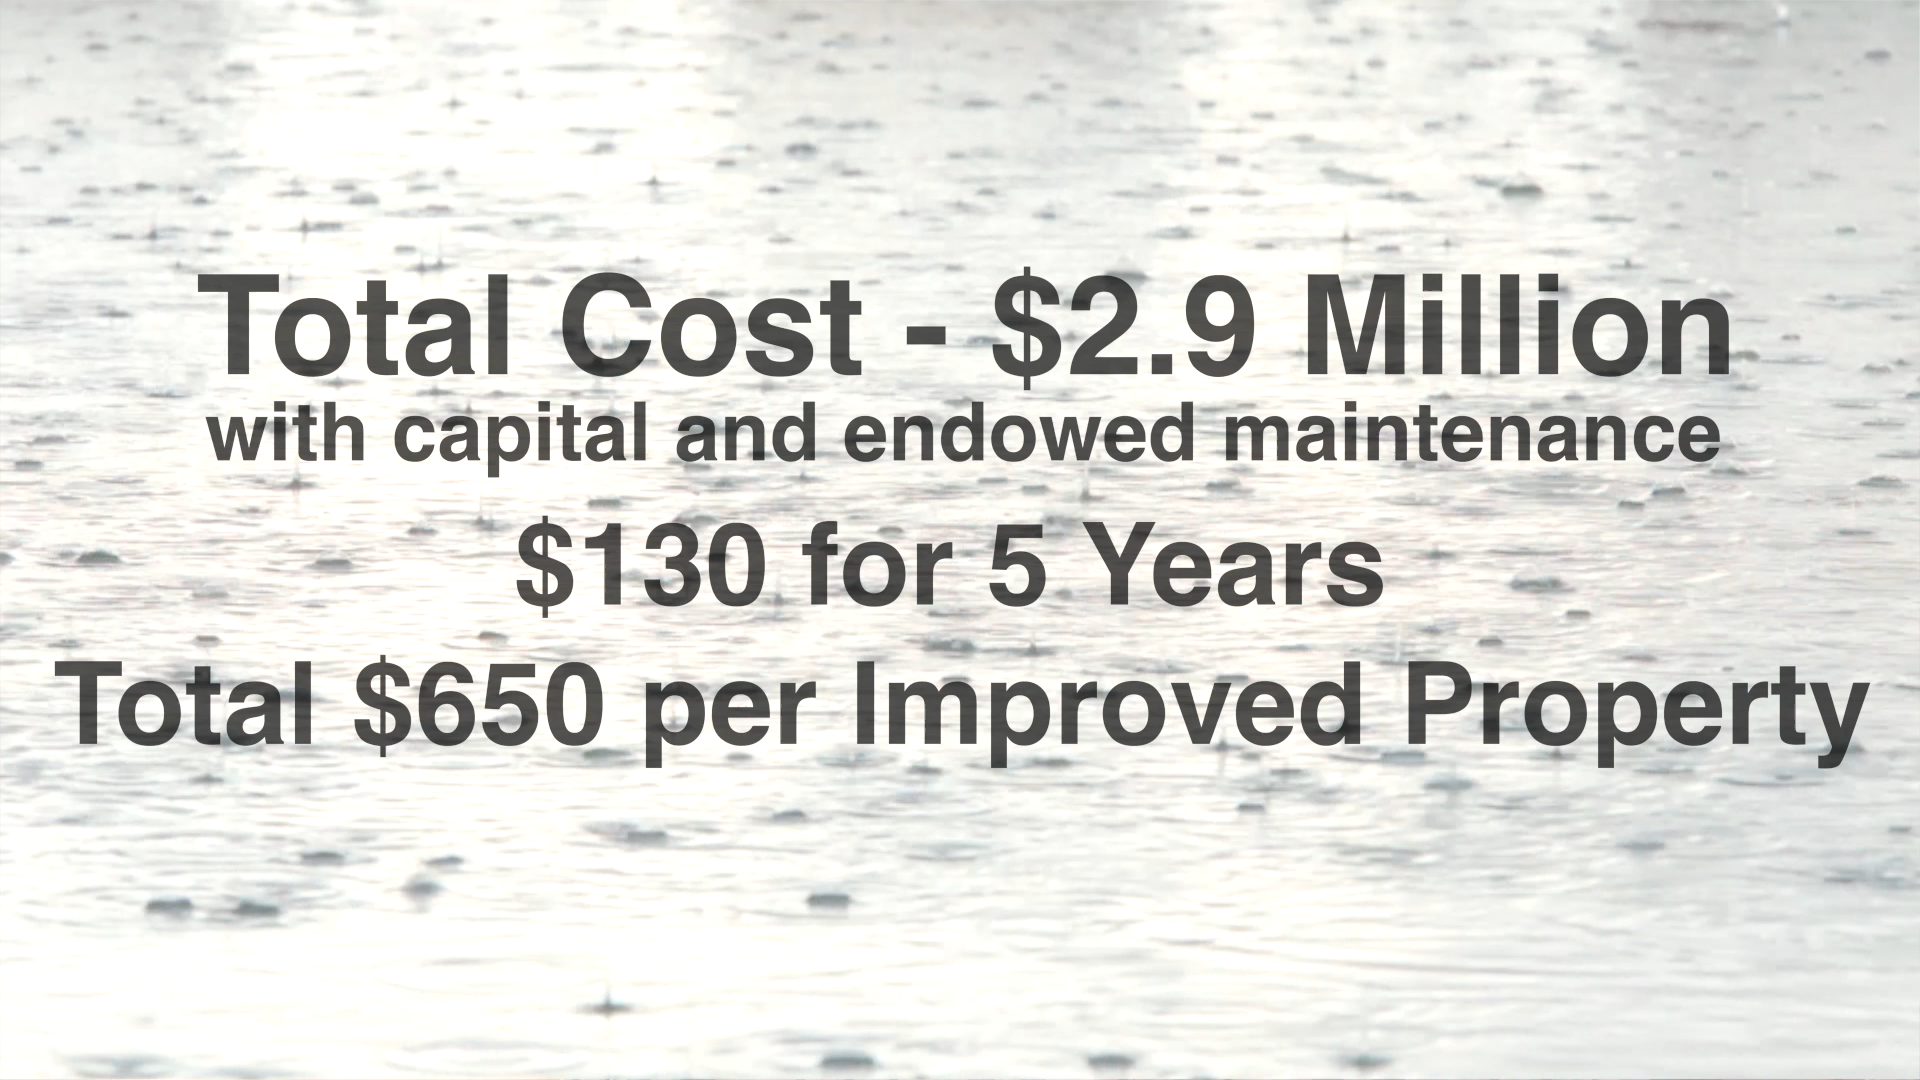 Total Cost - $2.9 Million
with capital and endowed maintenance
$130 for 5 Years
Total $650 per Improved Property